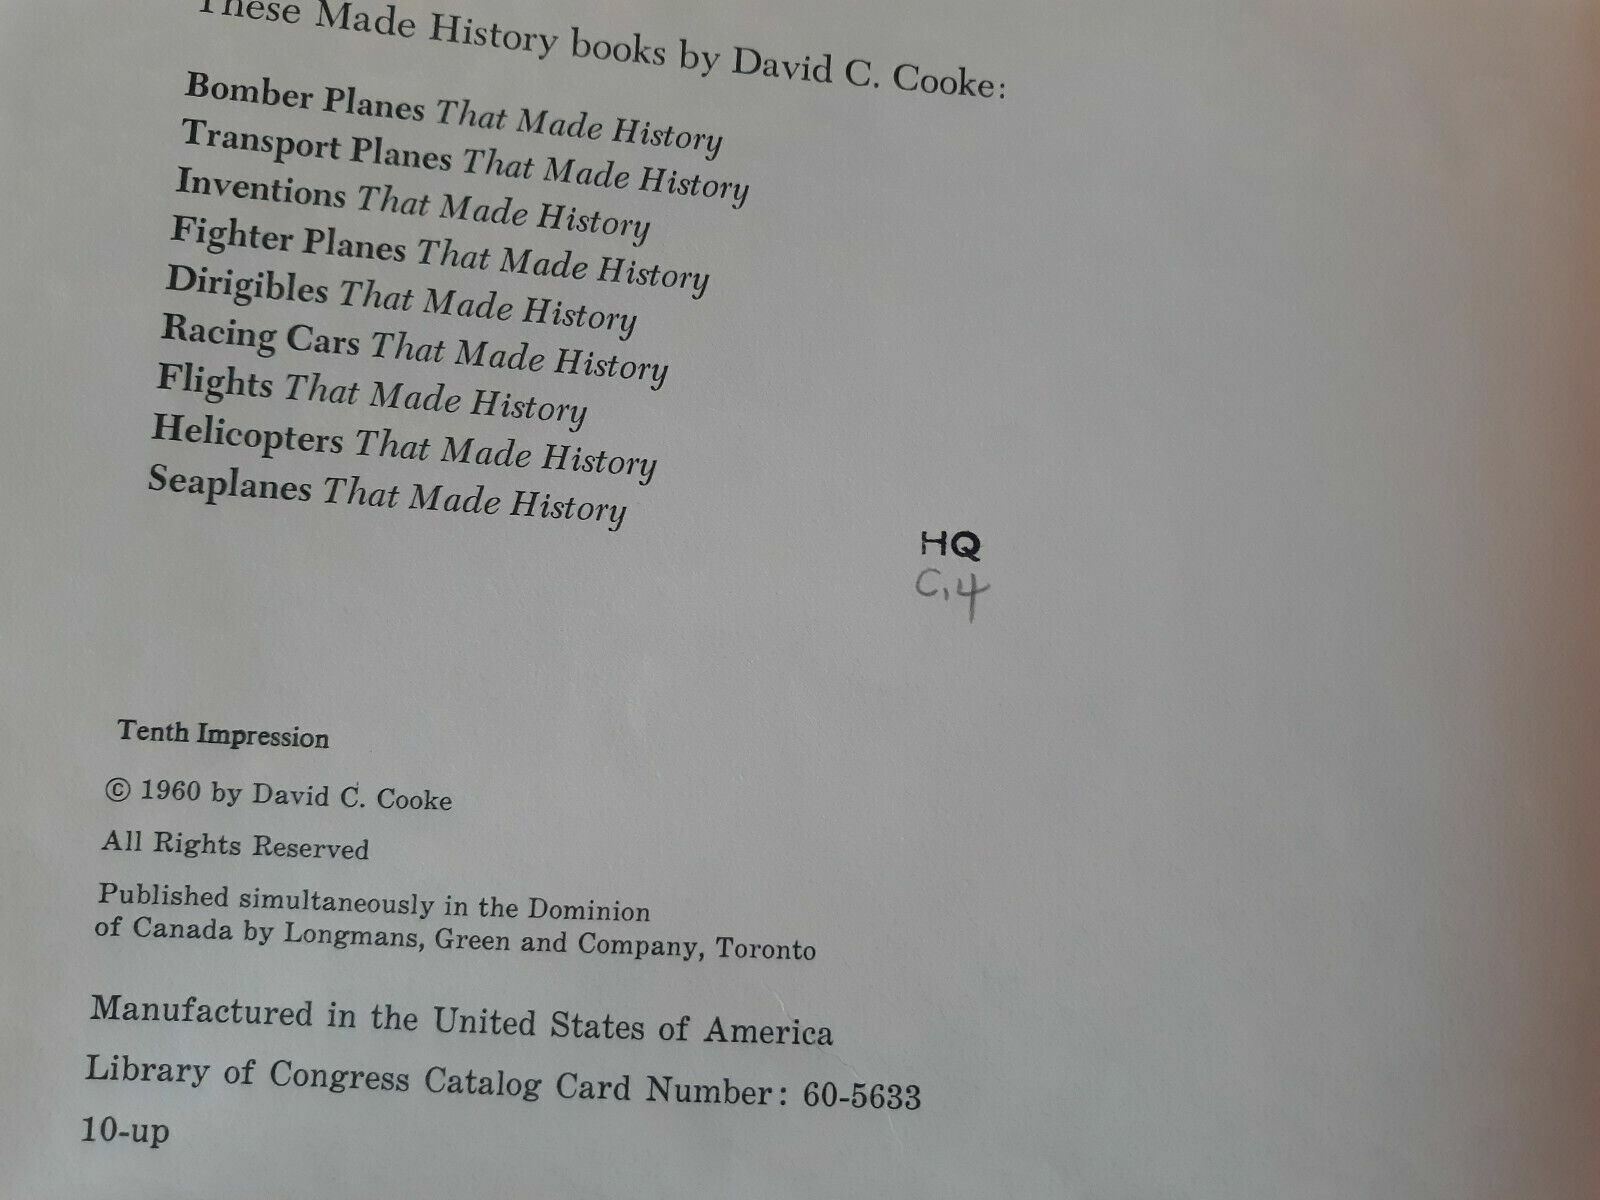 These Made History books by David C. Cooke:
Bomber Planes That Made History
Transport Planes That Made History
Inventions That Made History
Fighter Planes That Made History
Dirigibles That Made History
Racing Cars That Made History
Flights That Made History
Helicopters That Made History
Seaplanes That Made History
HQ
C.4
Tenth Impression
© 1960 by David C. Cooke
All Rights Reserved
Published simultaneously in the Dominion
of Canada by Longmans, Green and Company, Toronto
Manufactured in the United States of America
Library of Congress Catalog Card Number: 60-5633
10-up